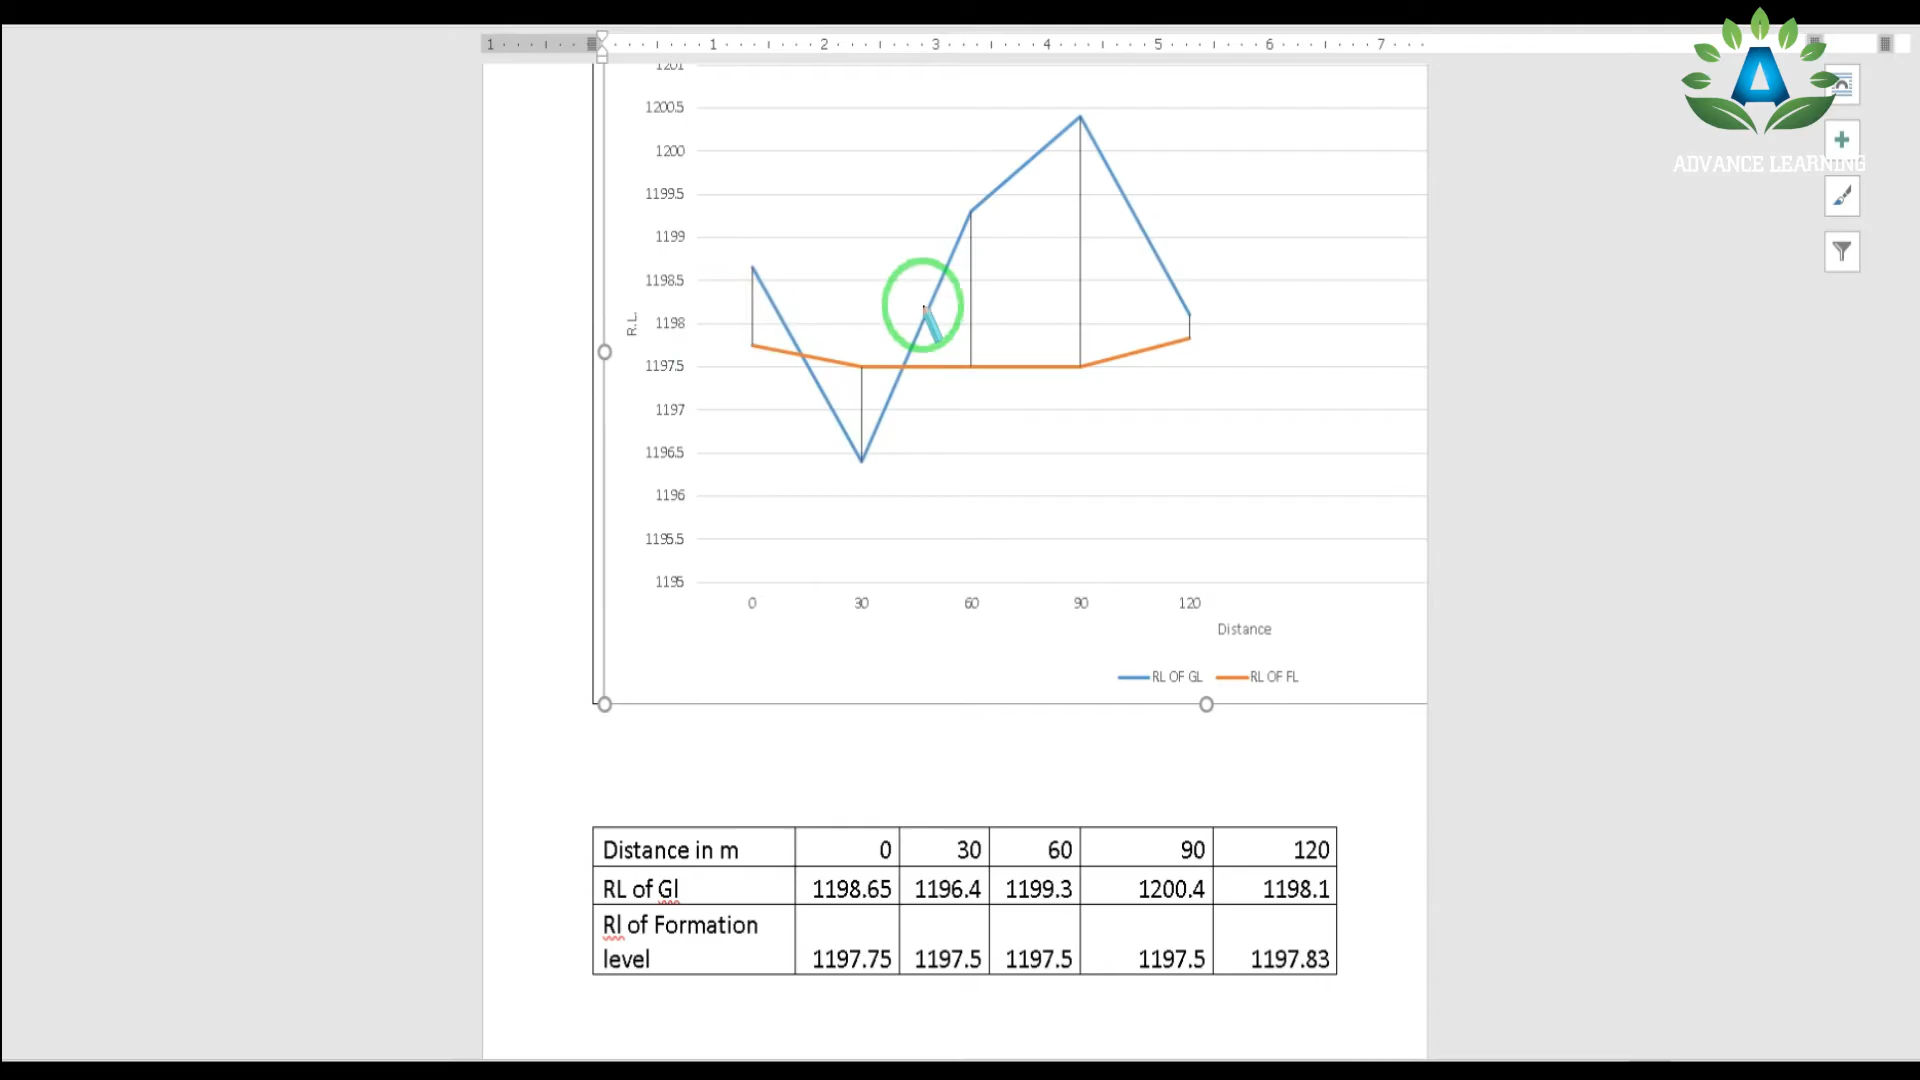 1 1 2 3 4 5 6 7
ADVANCE LEARNING
1201
1200.5
1200
1199.5
1199
1198.5
1198
1197.5
1197
1196.5
1196
1195.5
1195
R.L.
0 30 60 90 120
Distance
RL OF GL RL OF FL
Distance in m 0 30 60 90 120
RL of Gl 1198.65 1196.4 1199.3 1200.4 1198.1
Rl of Formation
level 1197.75 1197.5 1197.5 1197.5 1197.83